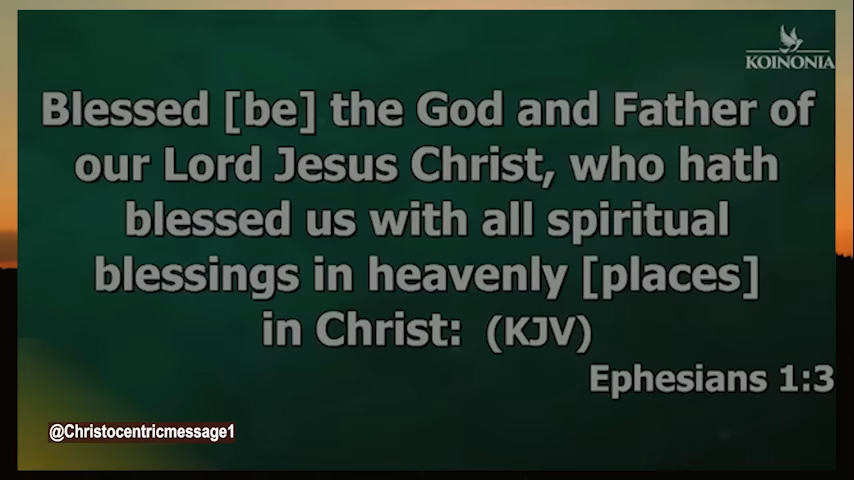 KOINONIA
Blessed [be] the God and Father of
our Lord Jesus Christ, who hath
blessed us with all spiritual
blessings in heavenly [places]
in Christ: (KJV)
Ephesians 1:3
@Christocentricmessage1